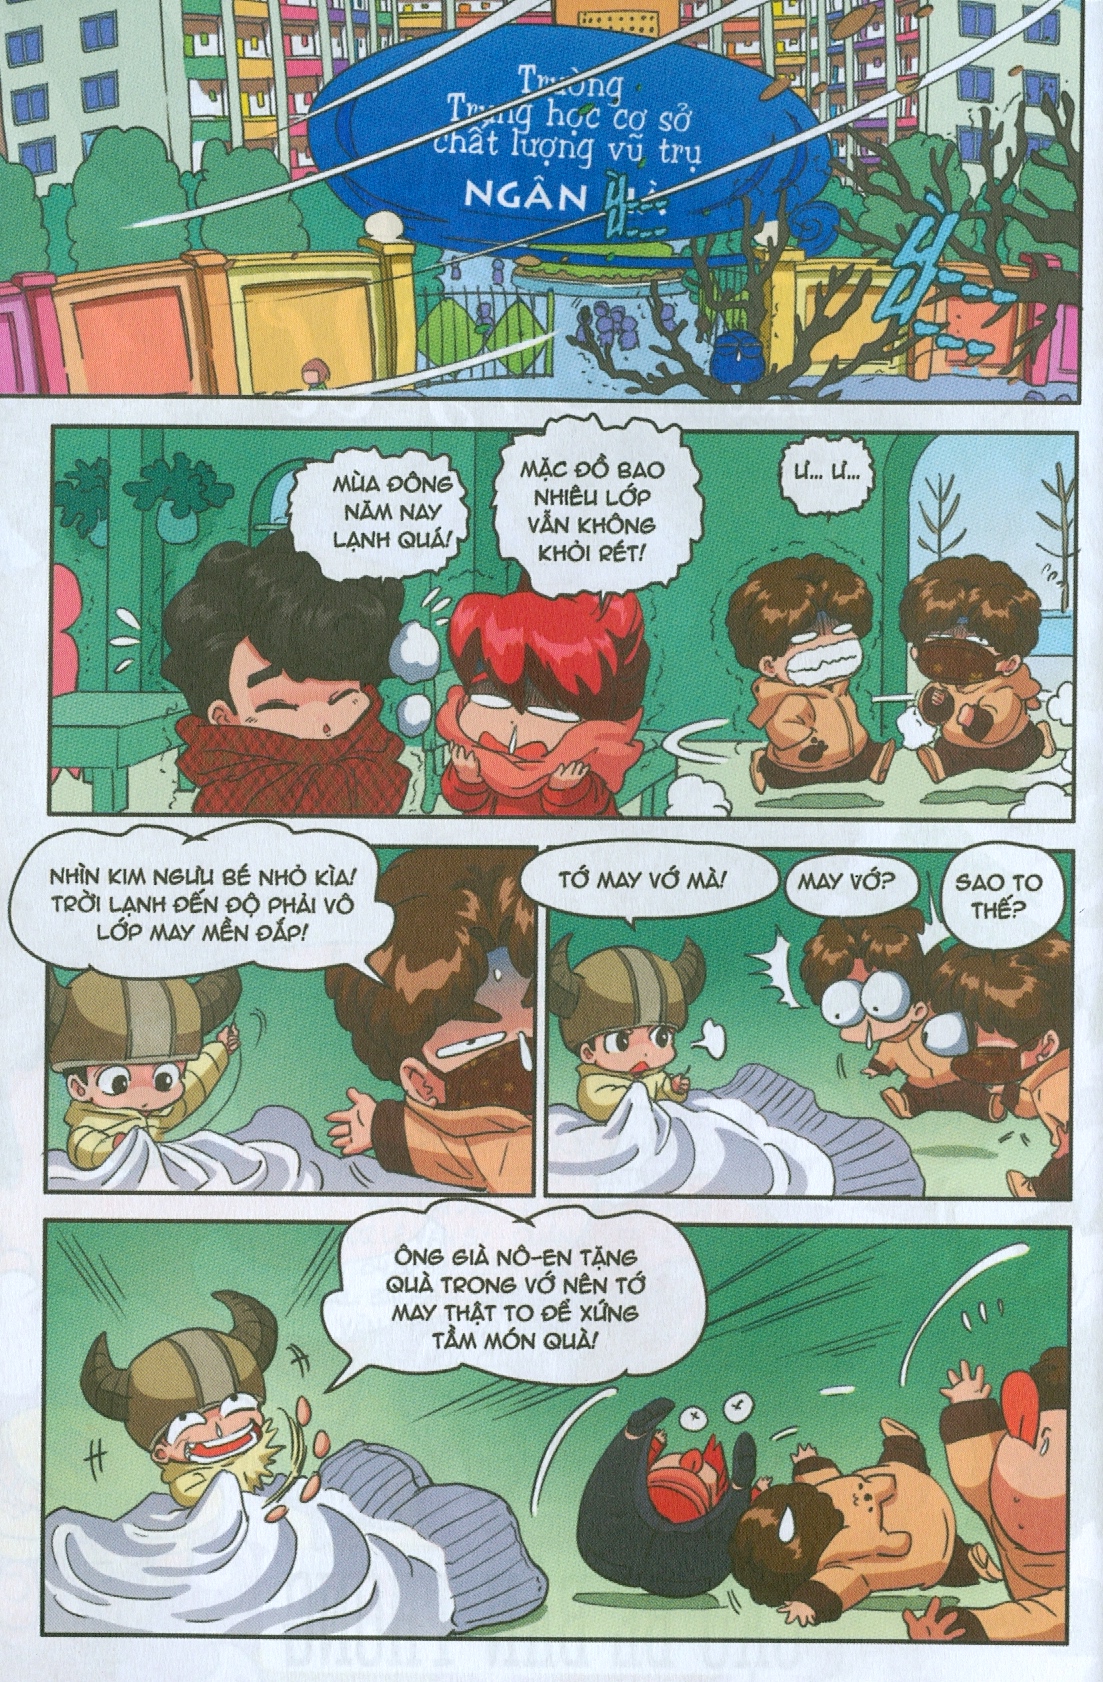 Trường
Trung học cơ sở
chất lượng vũ trụ
NGÂN
MÙA ĐÔNG
NĂM NAY
LẠNH QUÁ!
MẶC ĐỒ BAO
NHIÊU LỚP
VẪN KHÔNG
KHỎI RÉT!
Ư... Ư...
NHÌN KIM NGƯU BÉ NHỎ KÌA!
TRỜI LẠNH ĐẾN ĐỘ PHẢI VÔ
LỚP MAY MỀN ĐẮP!
TỚ MAY VỚ MÀ!
MAY VỚ?
SAO TO
THẾ?
ÔNG GIÀ NÔ-EN TẶNG
QUÀ TRONG VỚ NÊN TỚ
MAY THẬT TO ĐỂ XỨNG
TẦM MÓN QUÀ!